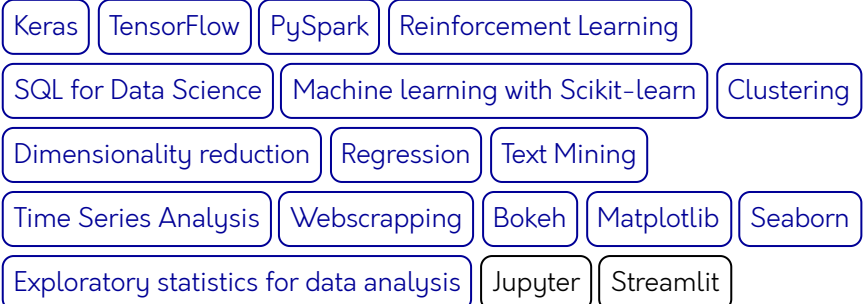 Keras TensorFlow PySpark Reinforcement Learning
SQL for Data Science Machine learning with Scikit-learn Clustering
Dimensionality reduction Regression Text Mining
Time Series Analysis Webscrapping Bokeh Matplotlib Seaborn
Exploratory statistics for data analysis Jupyter Streamlit